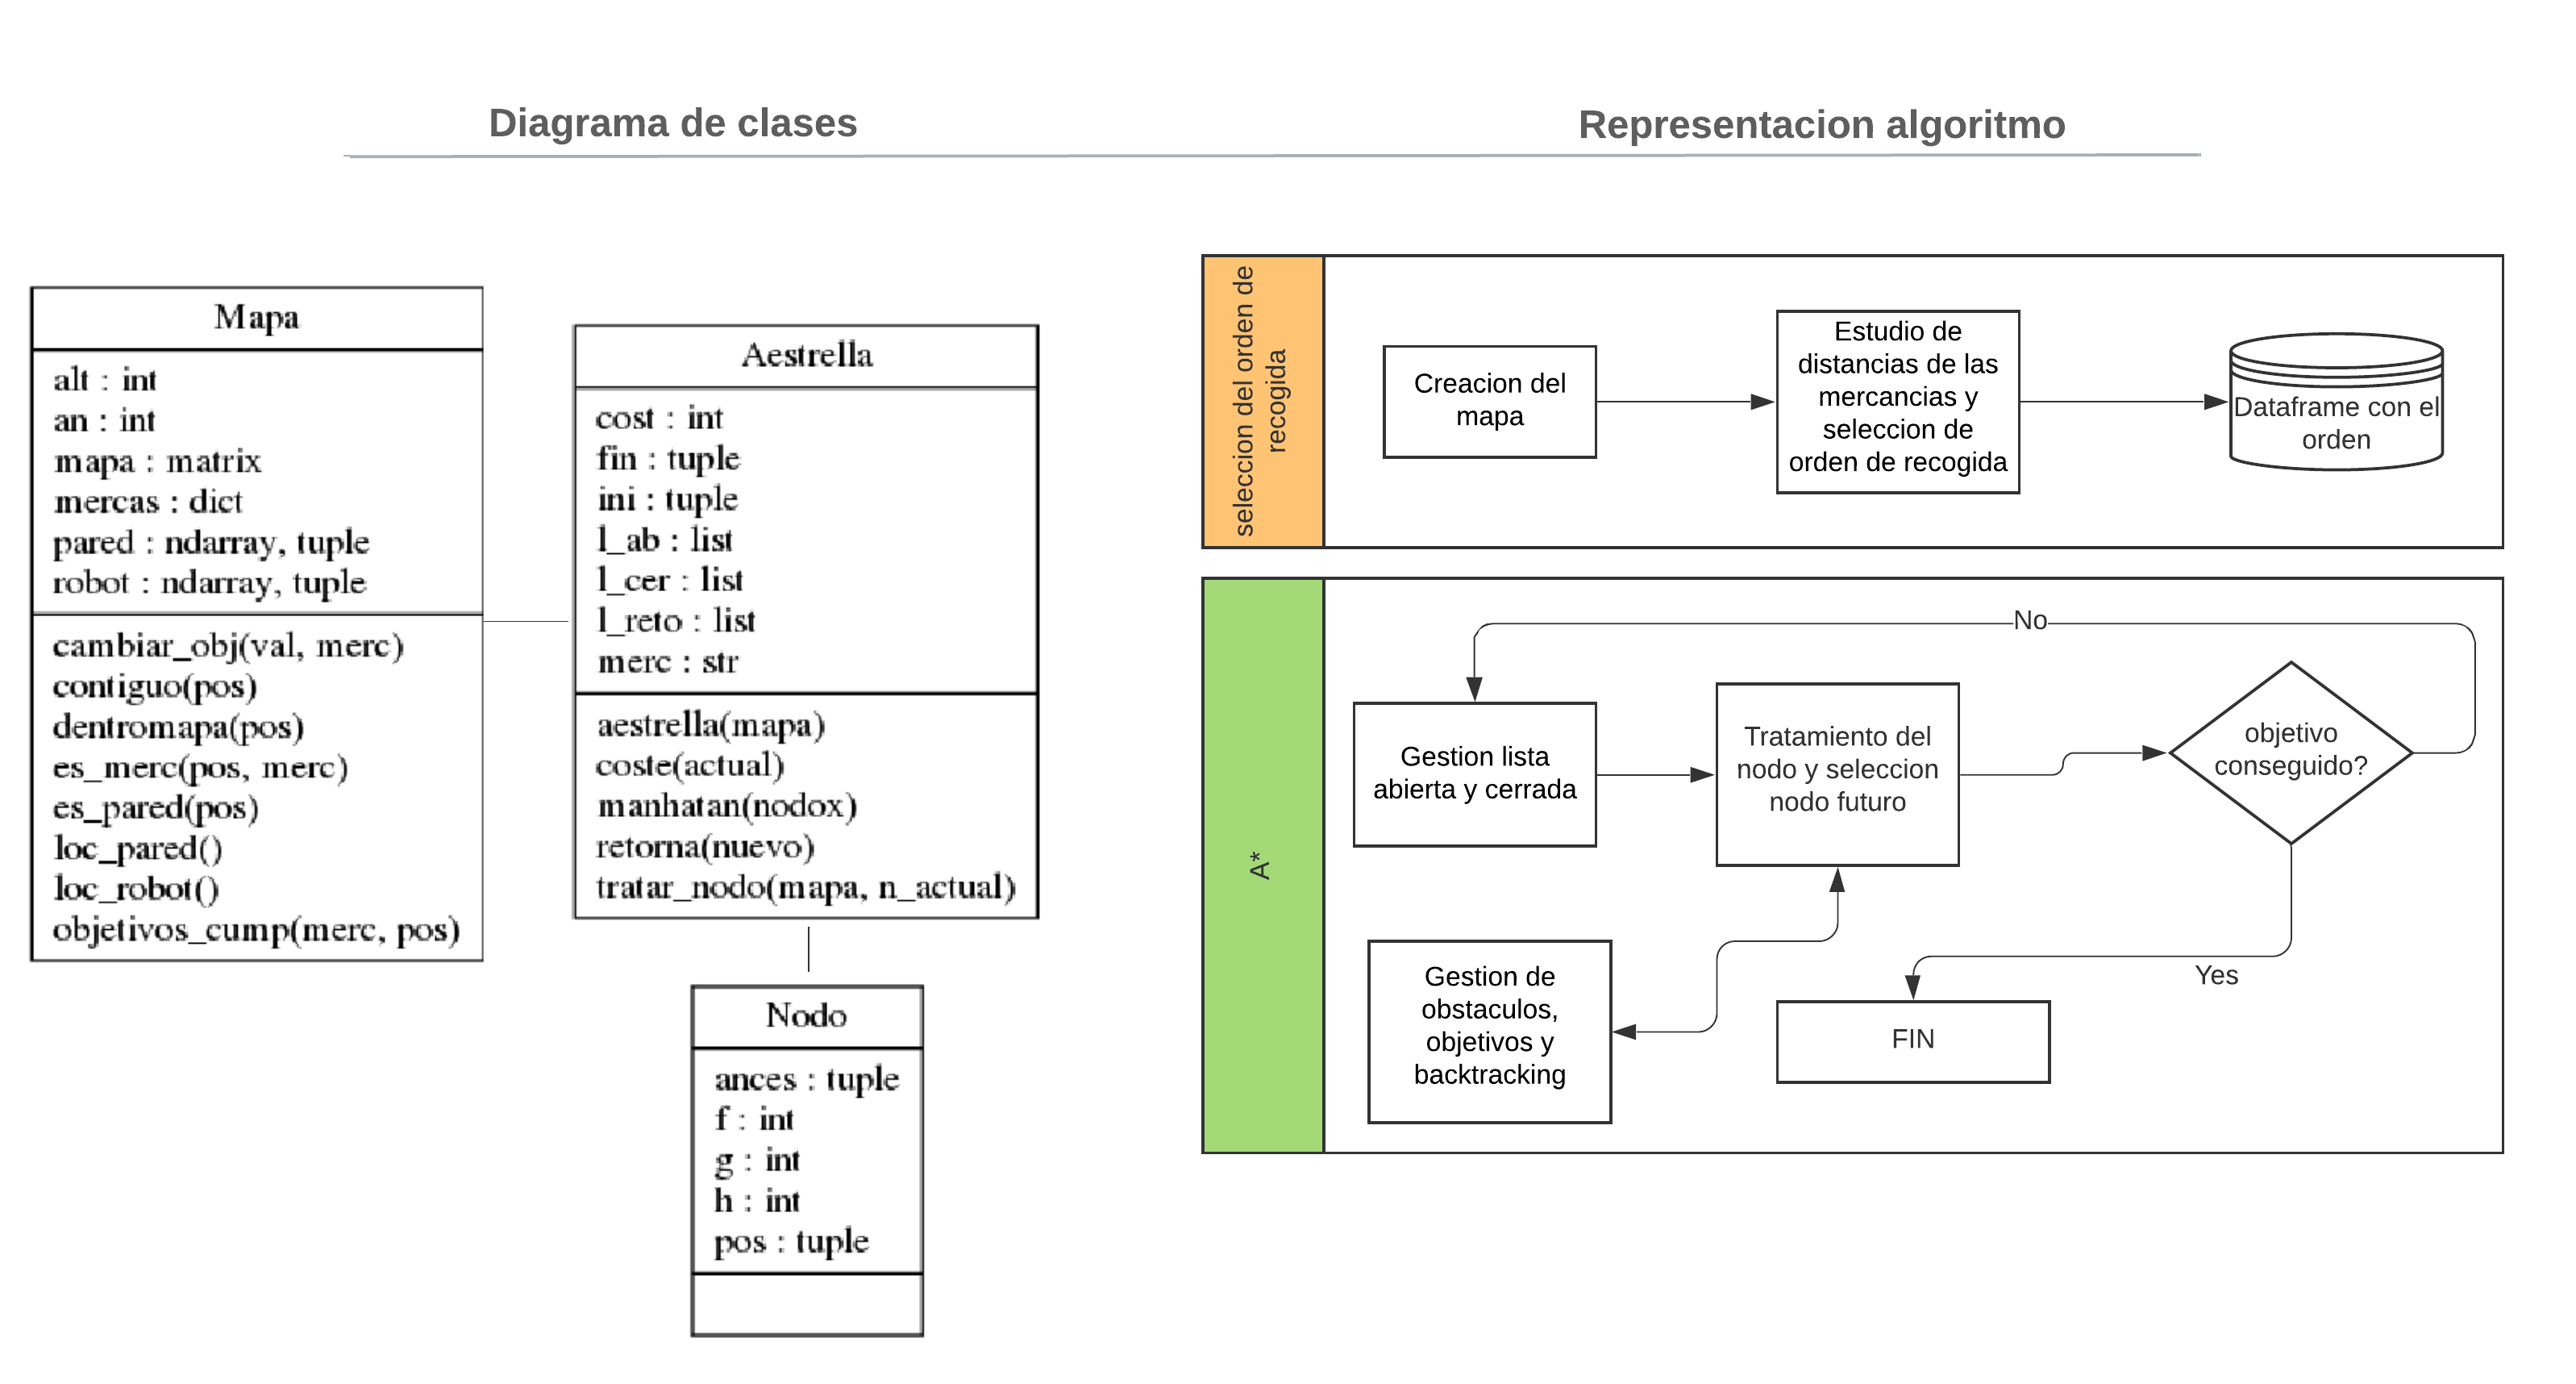 Diagrama de clases
Representacion algoritmo
Mapa
alt : int
an : int
mapa : matrix
mercas : dict
pared : ndarray, tuple
robot : ndarray, tuple
cambiar_obj(val, merc)
contiguo(pos)
dentromapa(pos)
es_merc(pos, merc)
es_pared(pos)
loc_pared()
loc_robot()
objetivos_cump(merc, pos)
Aestrella
cost : int
fin : tuple
ini : tuple
l_ab : list
l_cer : list
l_reto : list
merc : str
aestrella(mapa)
coste(actual)
manhatan(nodox)
retorna(nuevo)
tratar_nodo(mapa, n_actual)
Nodo
ances : tuple
f : int
g : int
h : int
pos : tuple
seleccion del orden de
recogida
Creacion del
mapa
Estudio de
distancias de las
mercancias y
seleccion de
orden de recogida
Dataframe con el
orden
A*
No
Gestion lista
abierta y cerrada
Tratamiento del
nodo y seleccion
nodo futuro
objetivo
conseguido?
Gestion de
obstaculos,
objetivos y
backtracking
Yes
FIN